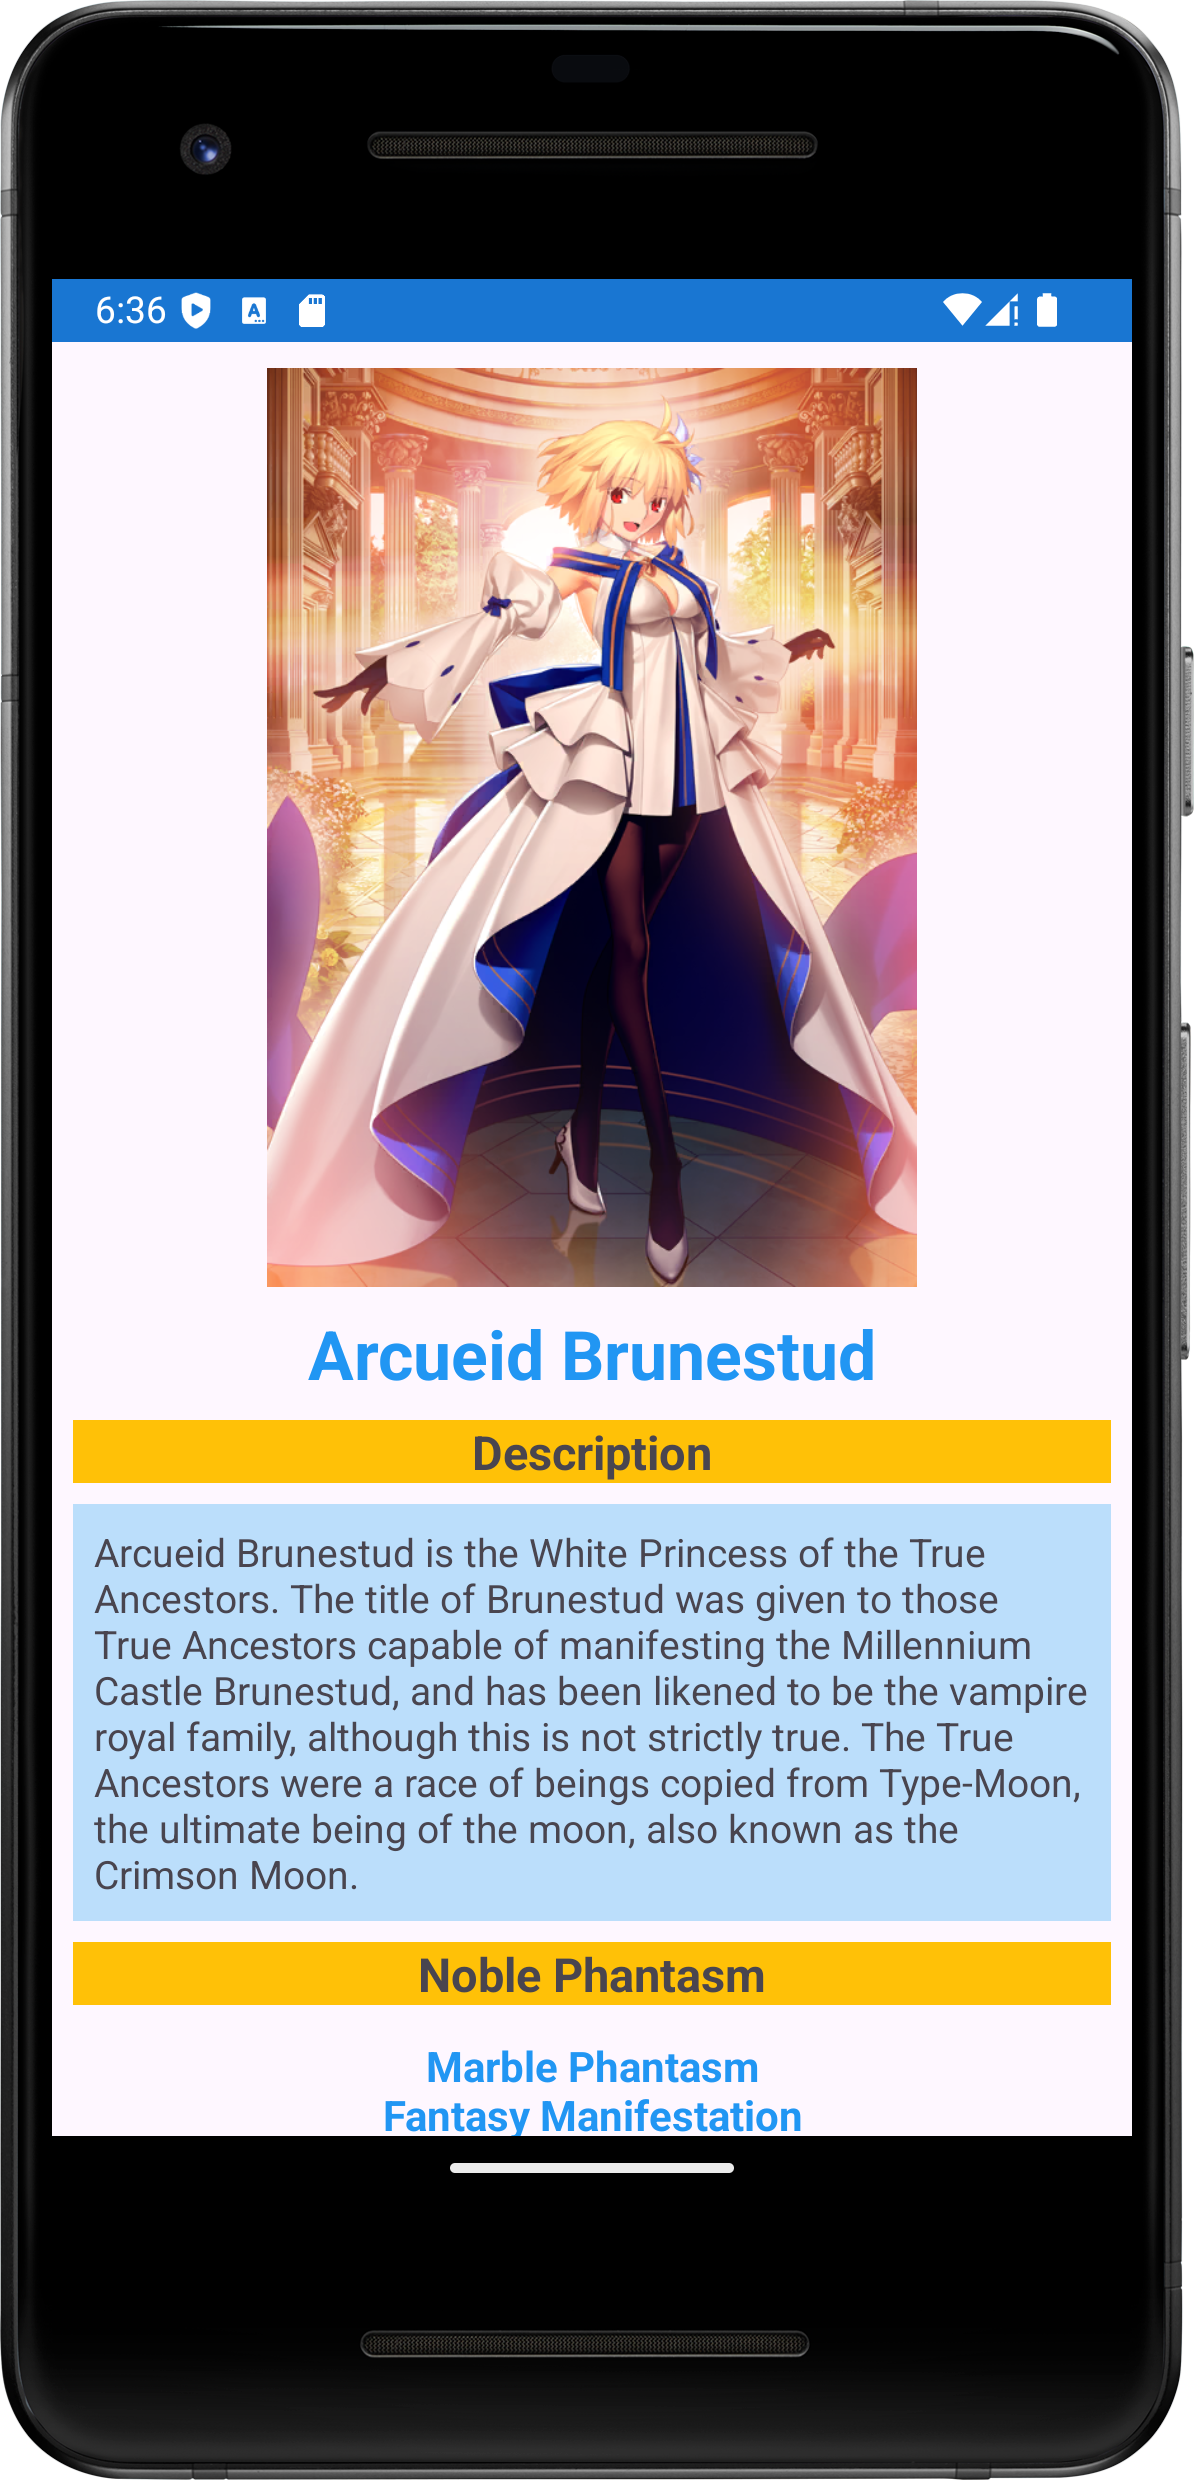 6:36
Arcueid Brunestud
Description
Arcueid Brunestud is the White Princess of the True
Ancestors. The title of Brunestud was given to those
True Ancestors capable of manifesting the Millennium
Castle Brunestud, and has been likened to be the vampire
royal family, although this is not strictly true. The True
Ancestors were a race of beings copied from Type-Moon,
the ultimate being of the moon, also known as the
Crimson Moon.
Noble Phantasm
Marble Phantasm
Fantasy Manifestation